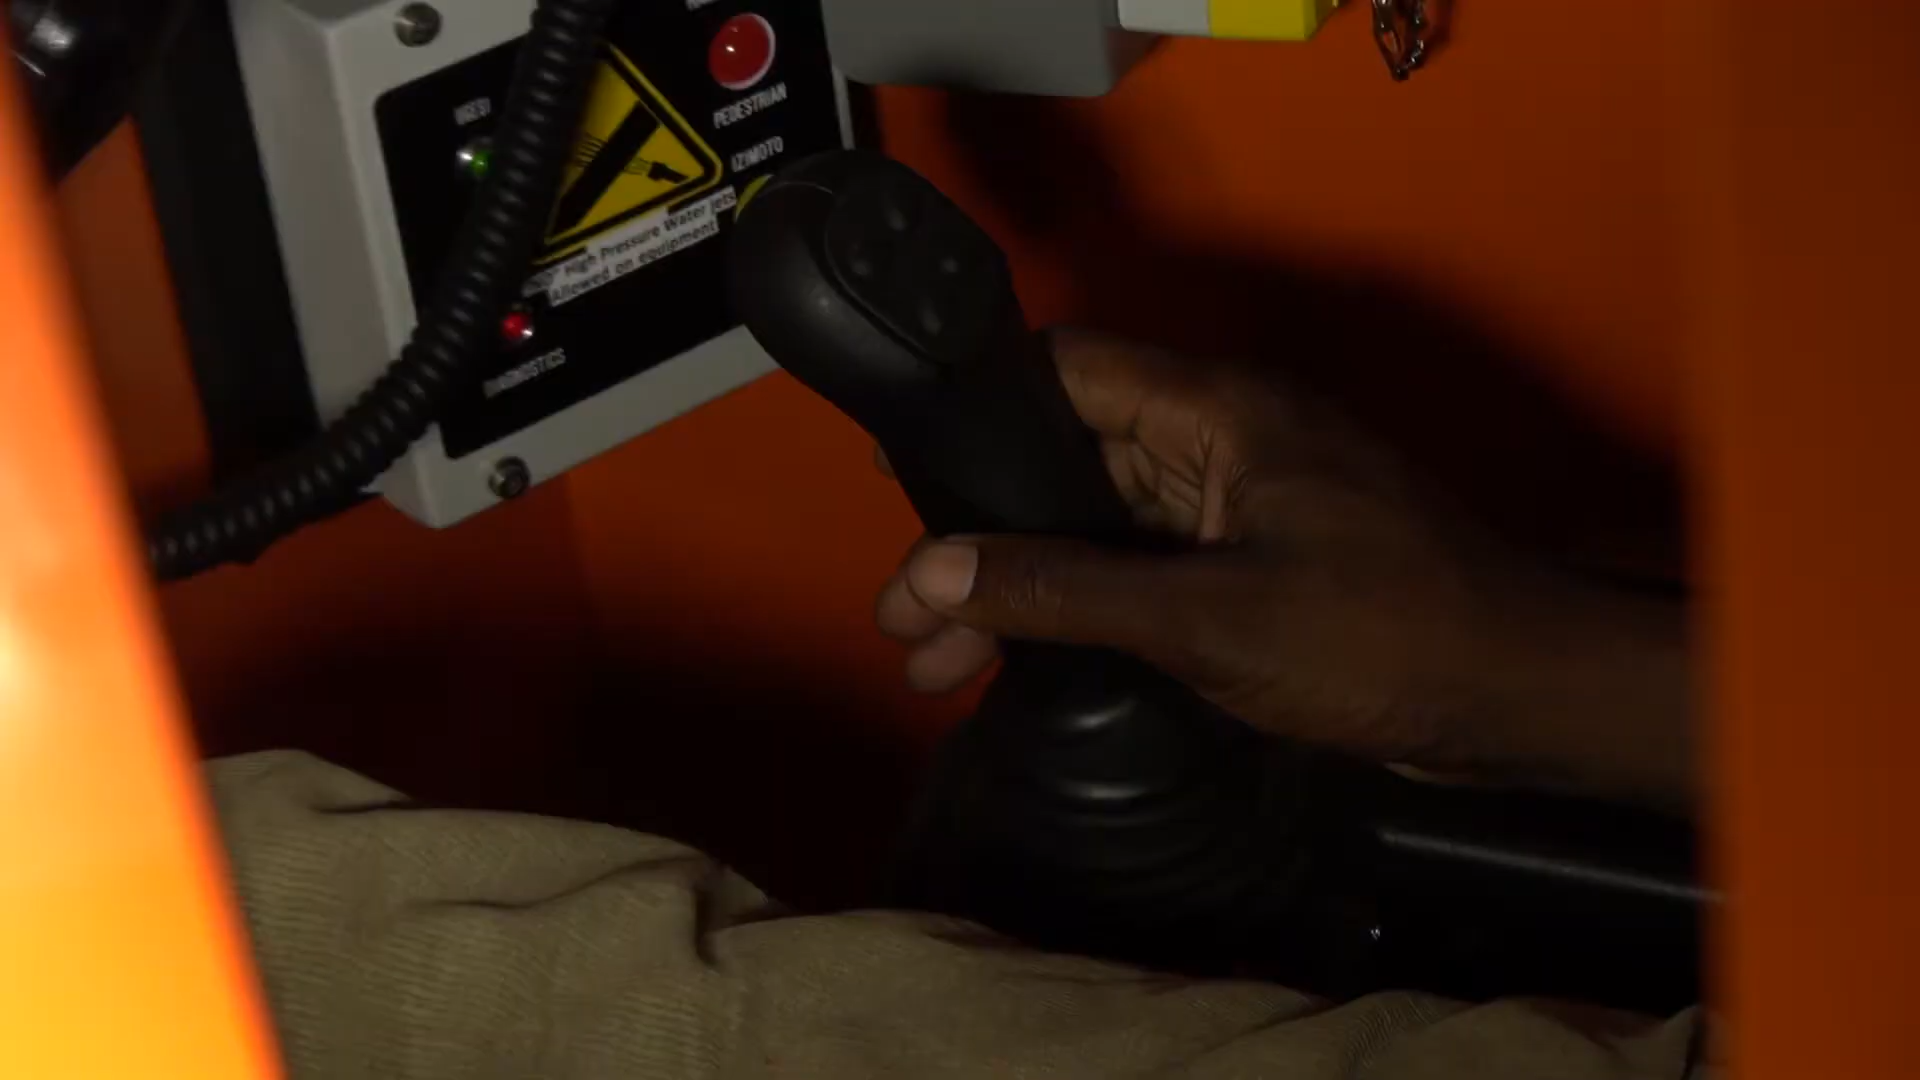 PEDESTRIAN
IZIMOTO
High Pressure Water Jets
Allowed on equipment
DIAGNOSTICS